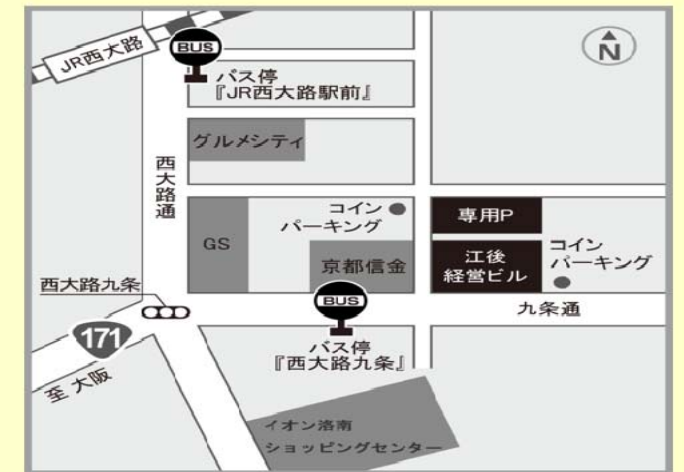 JR西大路
BUS
バス停
『JR西大路駅前』
N
グルメシティ
西大路通
GS
コイン
パーキング
京都信金
専用P
江後
経営ビル
コイン
パーキング
西大路九条
171
至 大阪
BUS
バス停
『西大路九条』
九条通
イオン洛南
ショッピングセンター